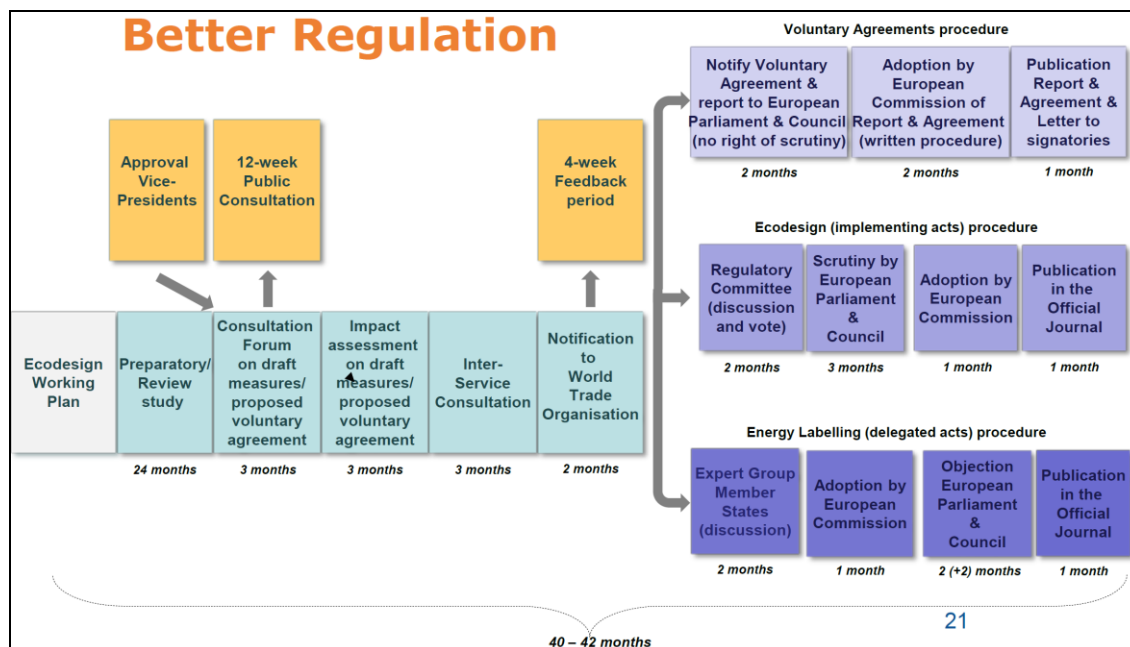 Better Regulation
Approval
Vice-
Presidents
12-week
Public
Consultation
4-week
Feedback
period
Ecodesign
Working
Plan
Preparatory/
Review
study
24 months
Consultation
Forum
on draft
measures/
proposed
voluntary
agreement
3 months
Impact
assessment
on draft
measures/
proposed
voluntary
agreement
3 months
Inter-
Service
Consultation
3 months
Notification
to
World
Trade
Organisation
2 months
Voluntary Agreements procedure
Notify Voluntary
Agreement &
report to European
Parliament & Council
(no right of scrutiny)
2 months
Adoption by
European
Commission of
Report & Agreement
(written procedure)
2 months
Publication
Report &
Agreement &
Letter to
signatories
1 month
Ecodesign (implementing acts) procedure
Regulatory
Committee
(discussion
and vote)
2 months
Scrutiny by
European
Parliament
&
Council
3 months
Adoption by
European
Commission
1 month
Publication
in the
Official
Journal
1 month
Energy Labelling (delegated acts) procedure
Expert Group
Member
States
(discussion)
2 months
Adoption by
European
Commission
1 month
Objection
European
Parliament
&
Council
2 (+2) months
Publication
in the
Official
Journal
1 month
40 – 42 months
21